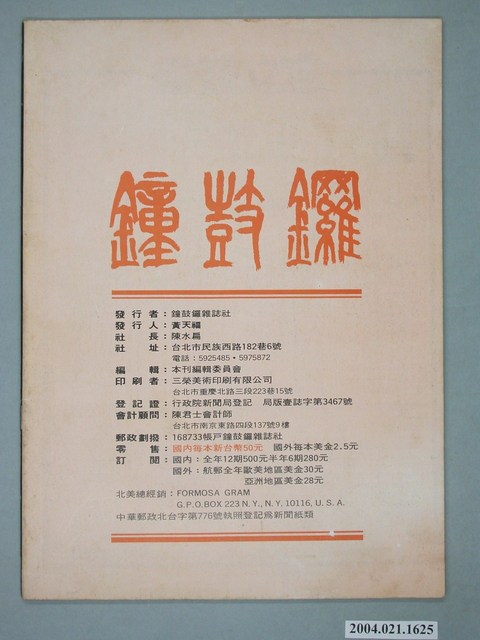 鐘鼓鑼
發行者：鐘鼓鑼雜誌社
發行人：黃天福
社長：陳水扁
社址：台北市民族西路182巷6號
電話：5925485・5975872
編輯：本刊編輯委員會
印刷者：三榮美術印刷有限公司
台北市重慶北路三段223巷15號
登記證：行政院新聞局登記 局版壹誌字第3467號
會計顧問：陳君士會計師
台北市南京東路四段137號9樓
郵政劃撥：168733帳戶鐘鼓鑼雜誌社
零售：國內每本新台幣50元 國外每本美金2.5元
訂閱：國內：全年12期500元半年6期280元
國外：航郵全年歐美地區美金30元
亞洲地區美金28元
北美總經銷：FORMOSA GRAM
G.P.O.BOX 223 N.Y., N.Y. 10116, U.S.A.
中華郵政北台字第776號執照登記爲新聞紙類
2004.021.1625